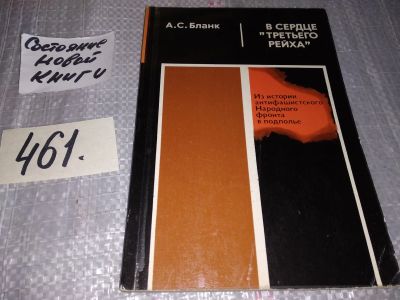 Состояние
новой
книги
461.
А.С.Бланк
В СЕРДЦЕ
"ТРЕТЬЕГО
РЕЙХА"
Из истории
антифашистского
Народного
фронта
в подполье